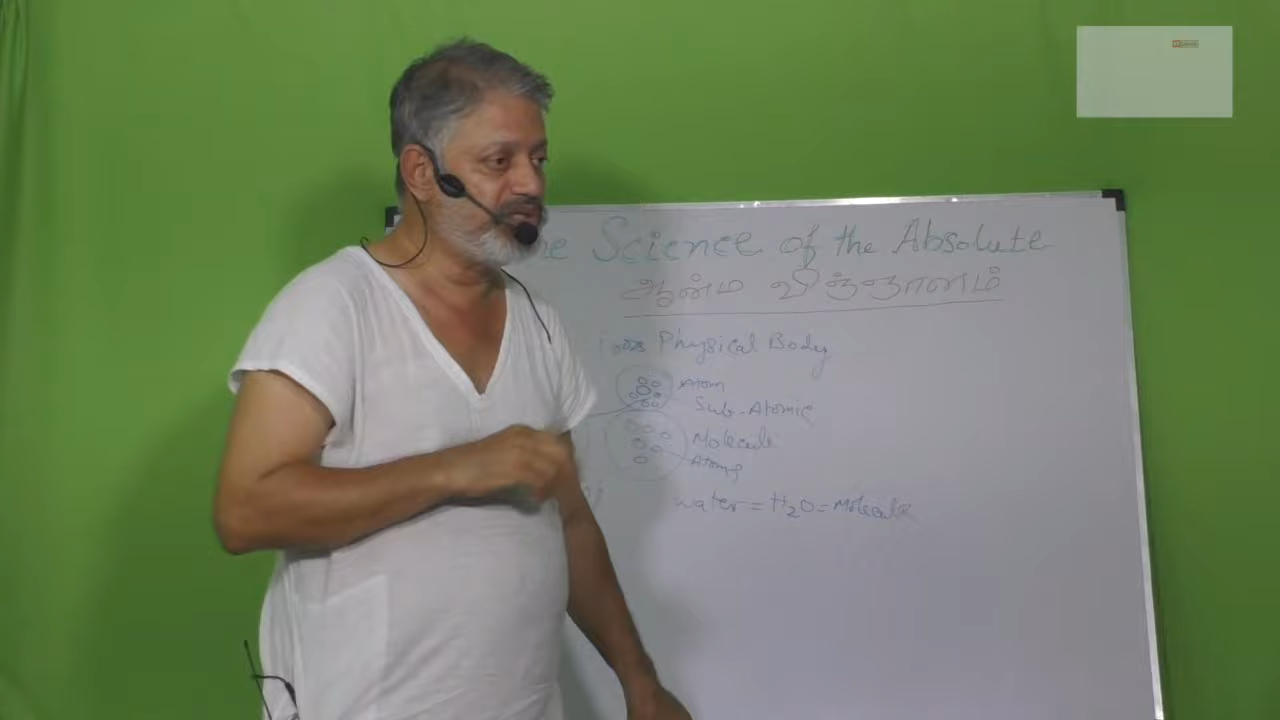 Science of the Absolute
ஆன்ம விஞ்ஞானம்
Physical Body
Atom
Sub-Atomic
Molecule
Atoms
water = H₂O = Molecule